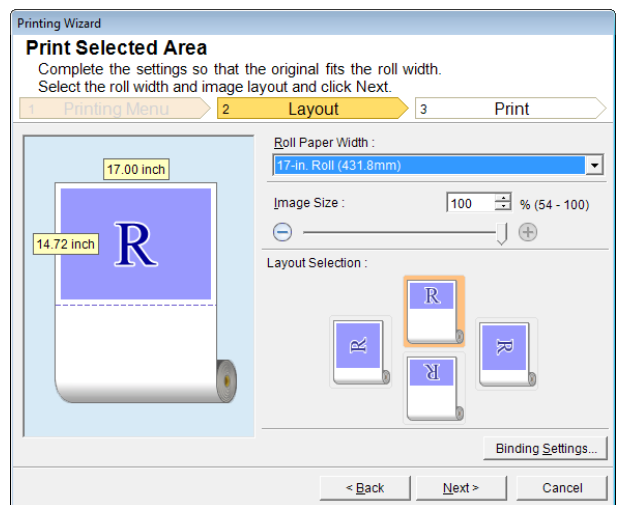 Printing Wizard
Print Selected Area
Complete the settings so that the original fits the roll width.
Select the roll width and image layout and click Next.
1 Printing Menu 2 Layout 3 Print
Roll Paper Width :
17-in. Roll (431.8mm)
17.00 inch
14.72 inch
R
Image Size : 100 % (54 - 100)
Layout Selection :
R
R
R
R
Binding Settings...
< Back Next > Cancel